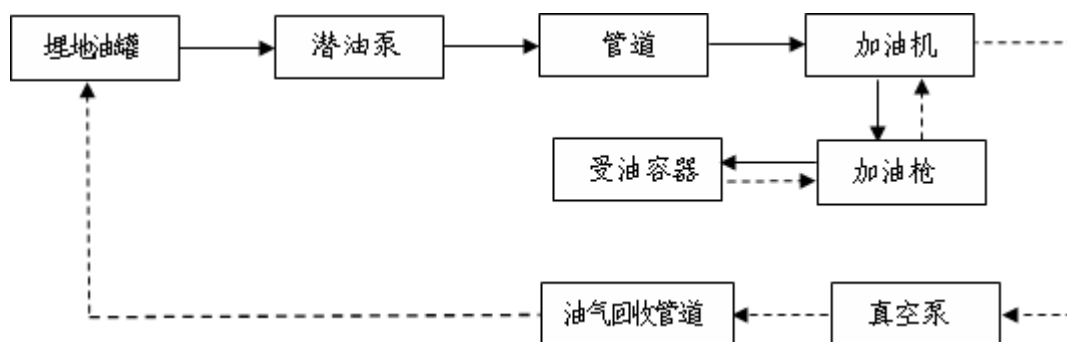 埋地油罐
潜油泵
管道
加油机
受油容器
加油枪
油气回收管道
真空泵